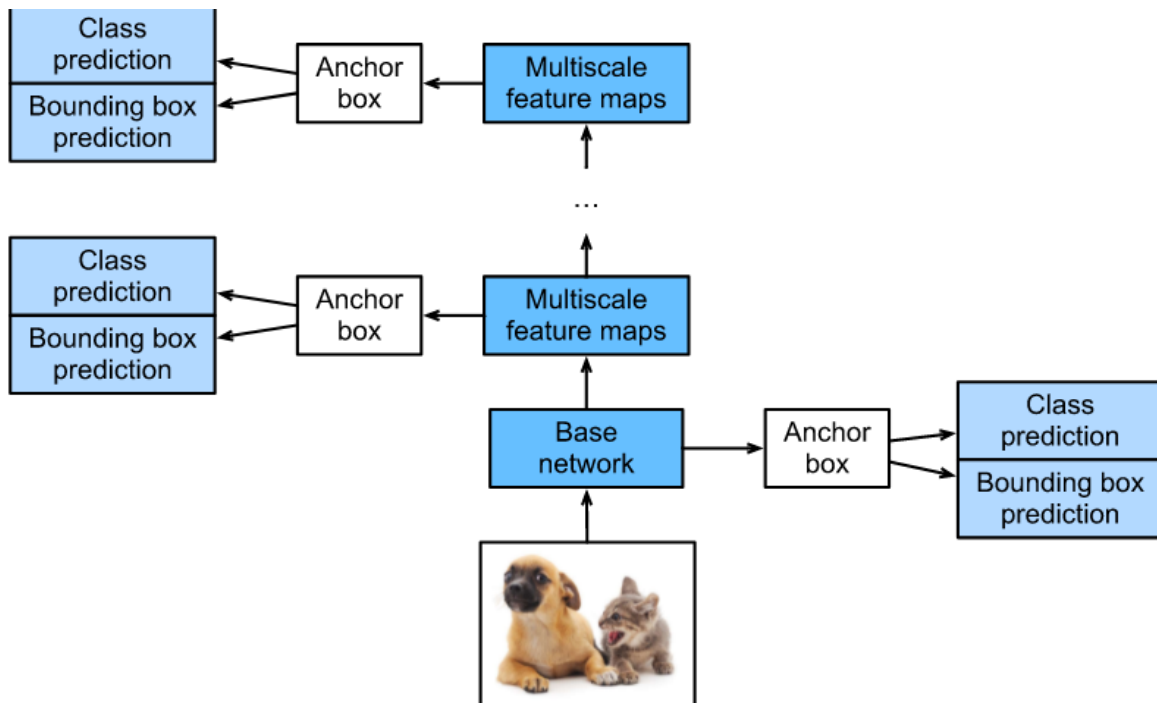 Class
prediction
Bounding box
prediction
Anchor
box
Multiscale
feature maps
...
Class
prediction
Bounding box
prediction
Anchor
box
Multiscale
feature maps
Base
network
Anchor
box
Class
prediction
Bounding box
prediction